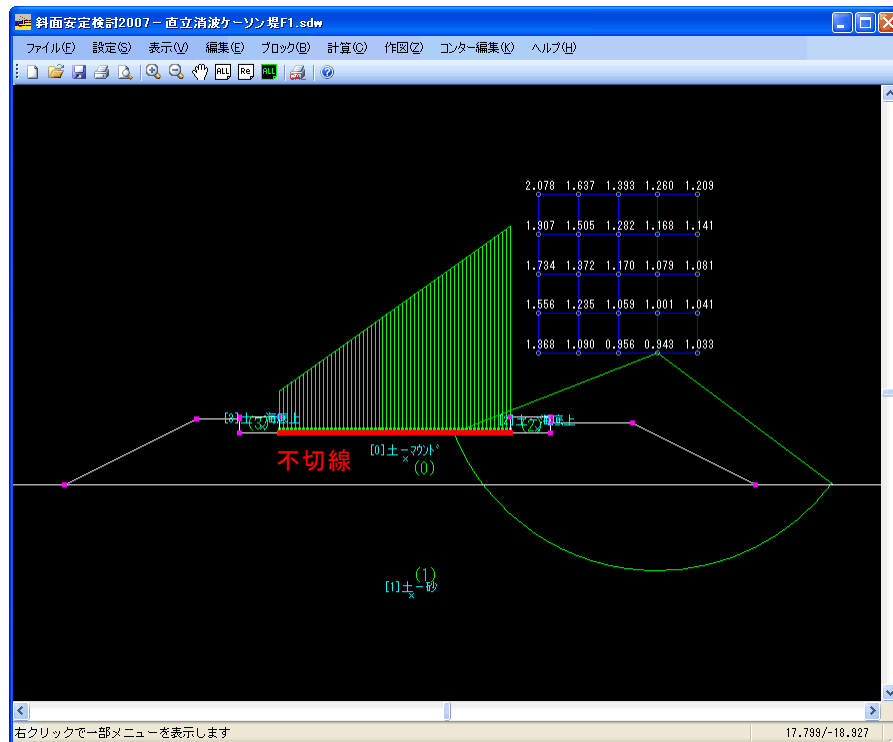 斜面安定検討2007－直立消波ケーソン堤F1.sdw
ファイル(F) 設定(S) 表示(V) 編集(E) ブロック(B) 計算(C) 作図(Z) コンター編集(K) ヘルプ(H)
ALL Re ALL
2.078 1.637 1.393 1.260 1.209
1.907 1.505 1.282 1.168 1.141
1.734 1.372 1.170 1.079 1.081
1.556 1.235 1.059 1.001 1.041
1.368 1.090 0.956 0.943 1.033
(3) (2)
不切線
[0]土－マウンド
(0)
(1)
[1]土－砂
右クリックで一部メニューを表示します
17.799/-18.927